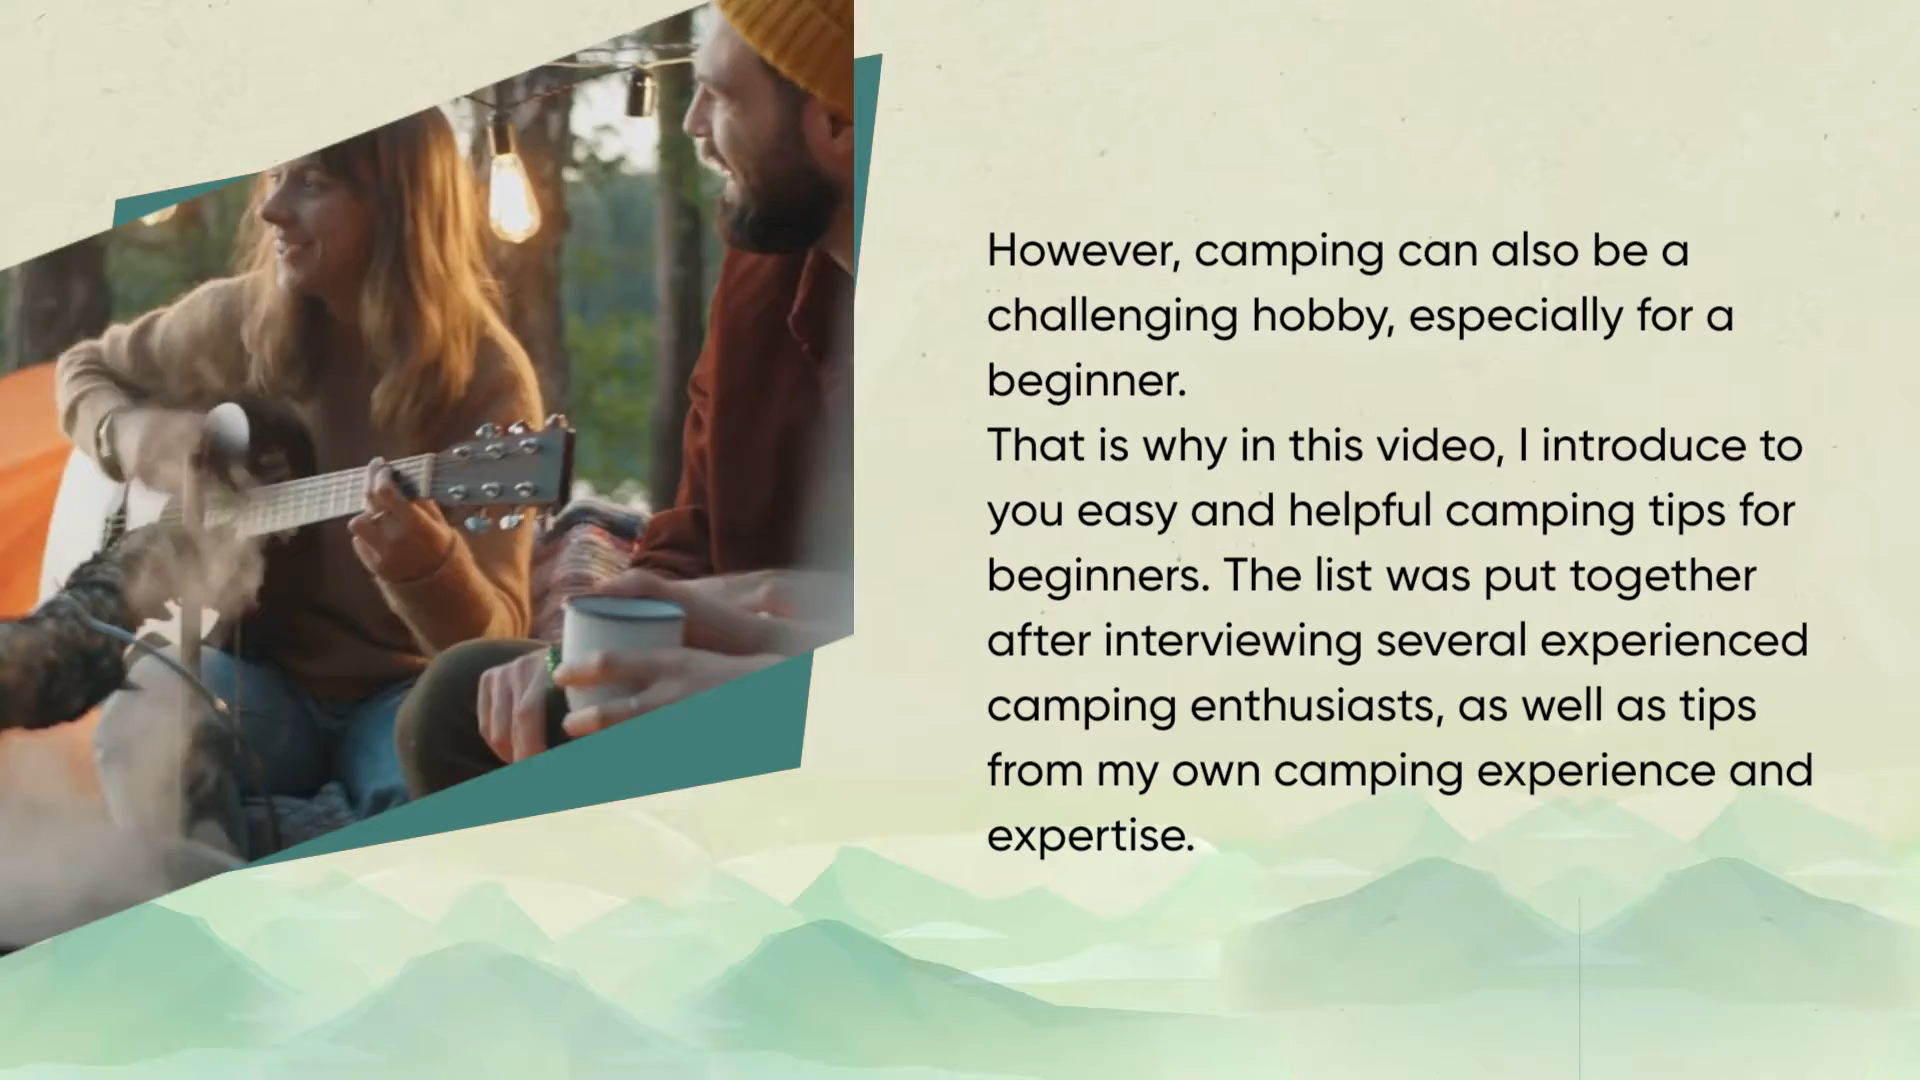 However, camping can also be a
challenging hobby, especially for a
beginner.
That is why in this video, I introduce to
you easy and helpful camping tips for
beginners. The list was put together
after interviewing several experienced
camping enthusiasts, as well as tips
from my own camping experience and
expertise.